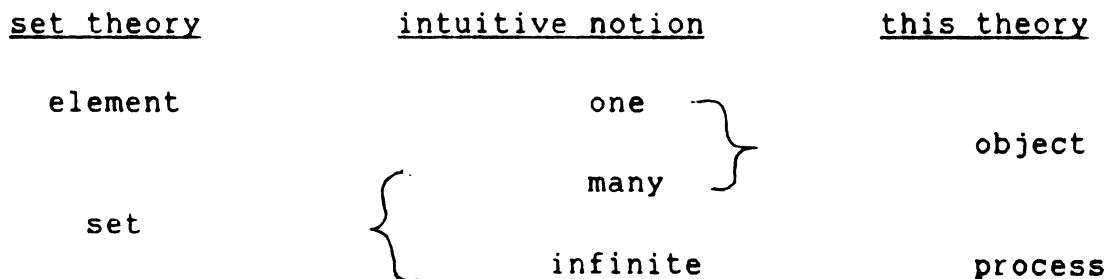 set theory intuitive notion this theory
element one
object
many
set
infinite process